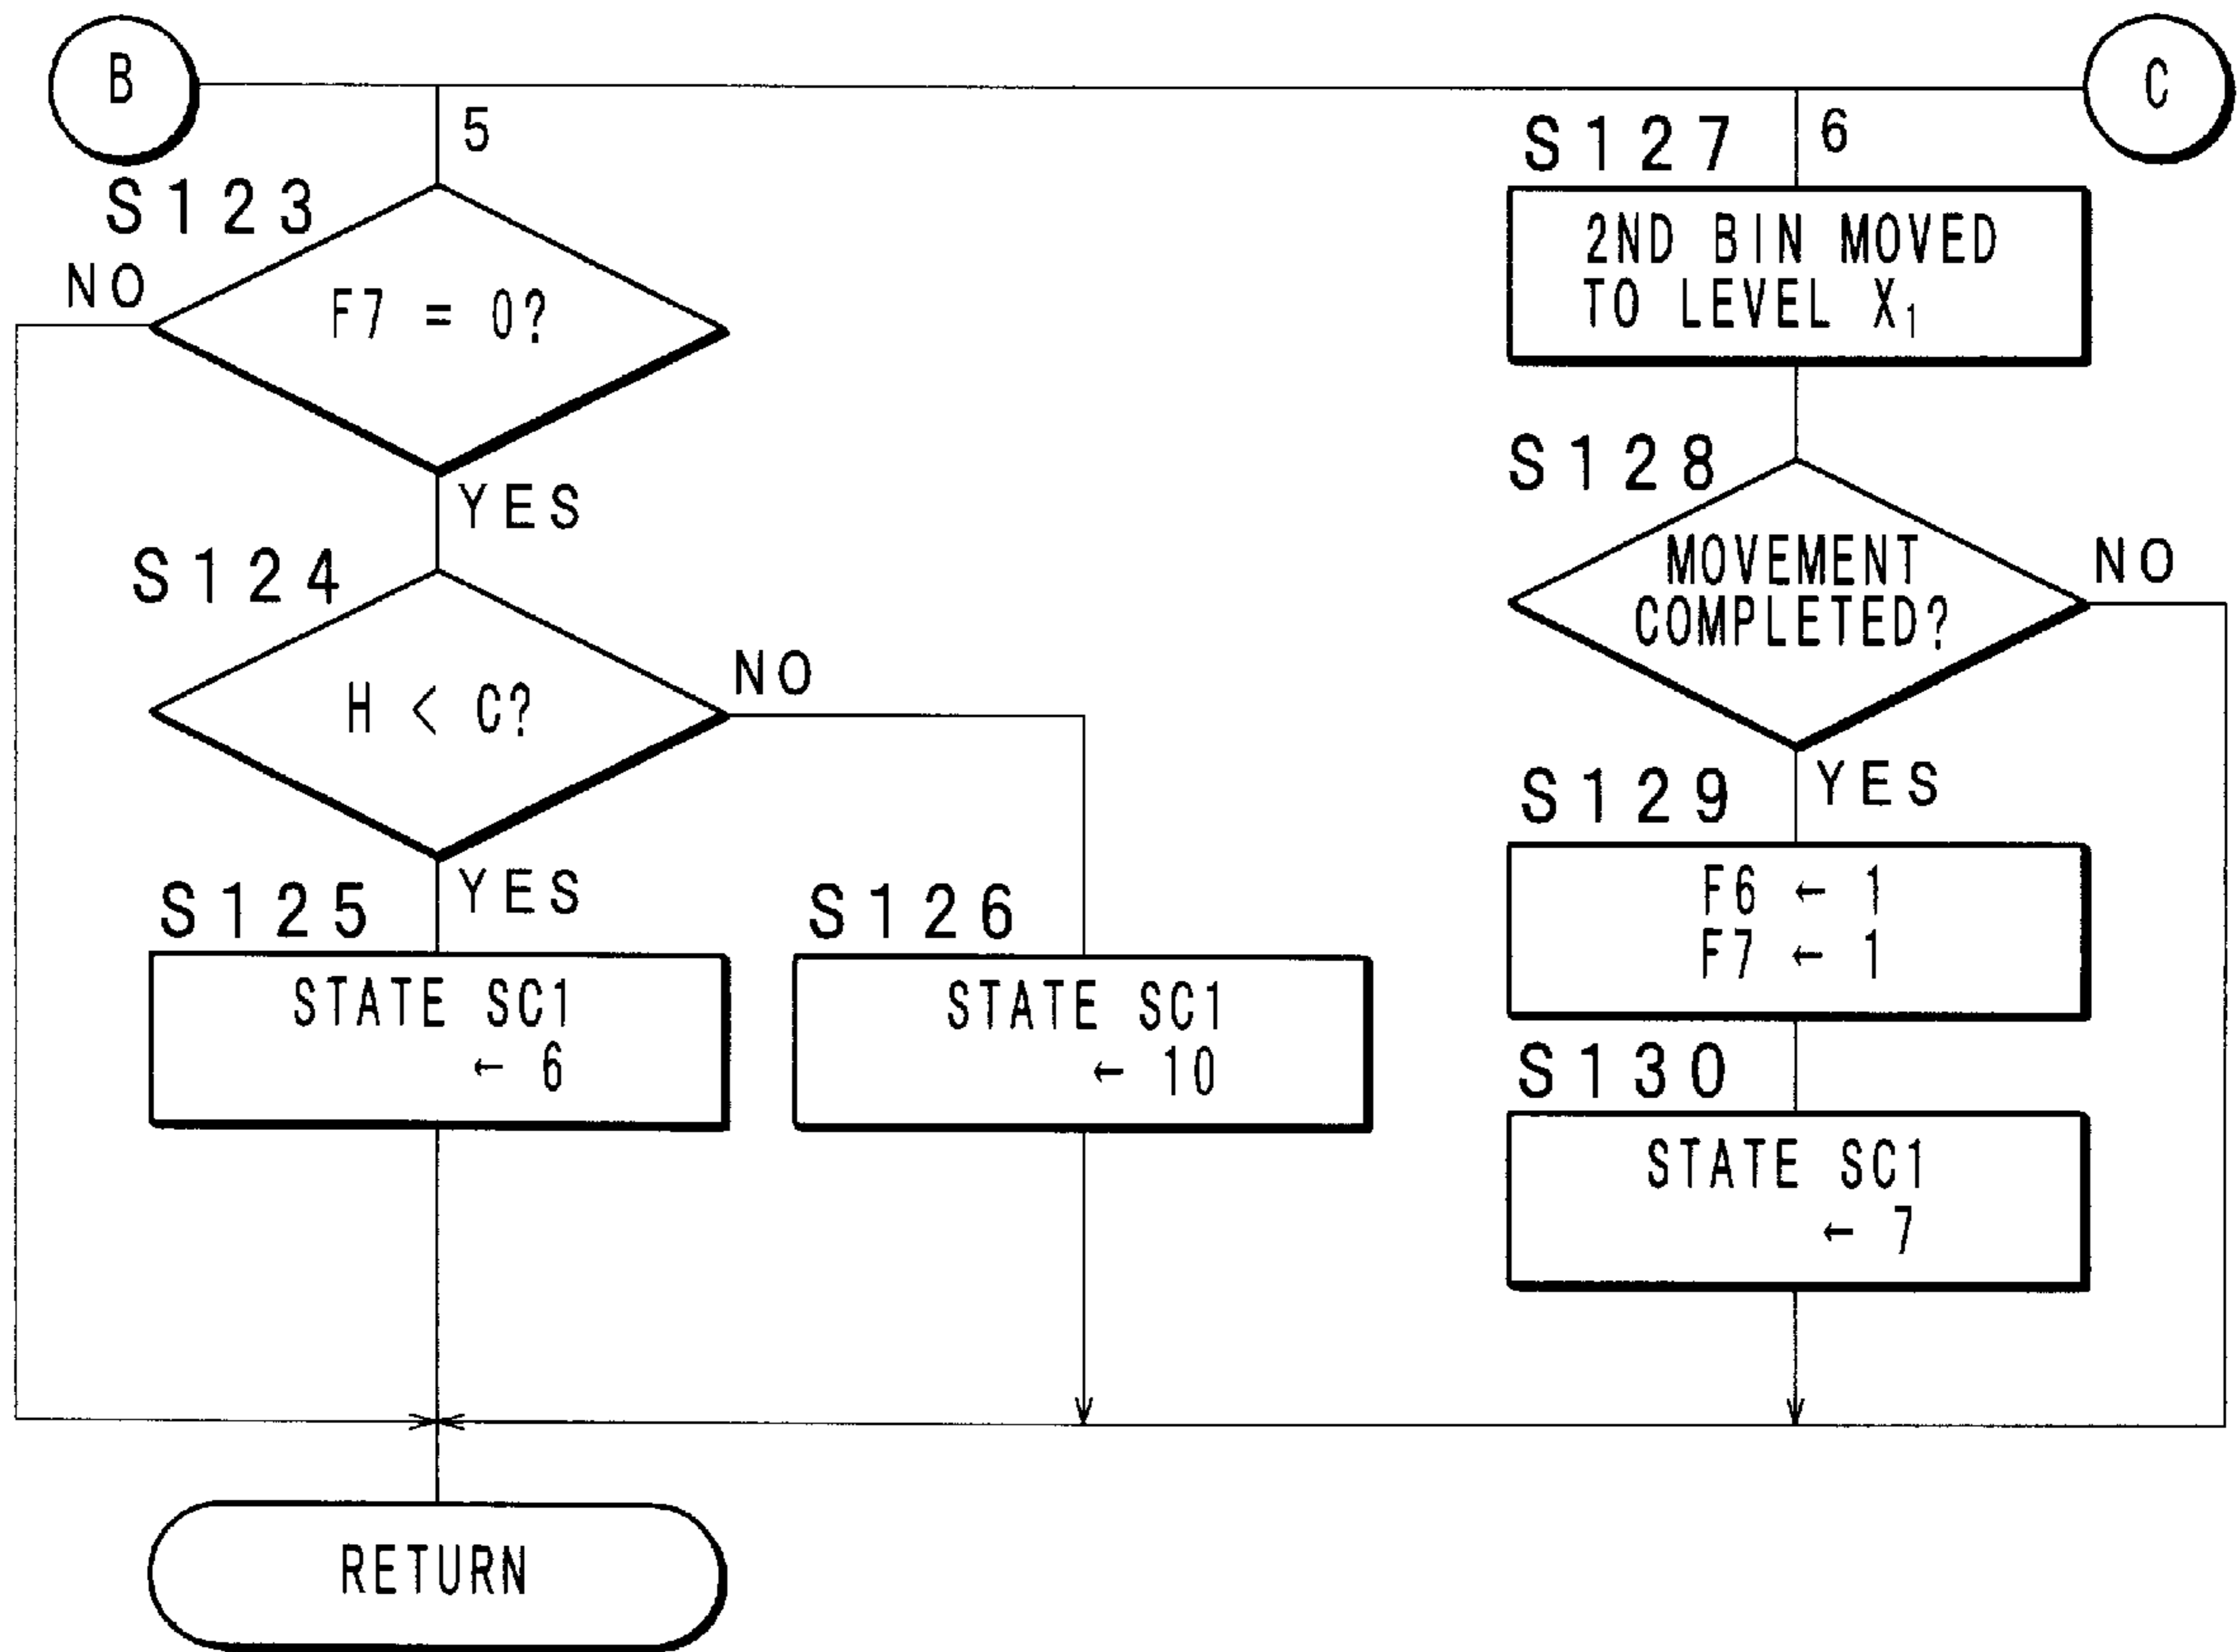 B
C
5
S123
NO
F7 = 0?
YES
S124
H < C?
NO
YES
S125
STATE SC1
← 6
S126
STATE SC1
← 10
6
S127
2ND BIN MOVED
TO LEVEL X₁
S128
MOVEMENT
COMPLETED?
NO
YES
S129
F6 ← 1
F7 ← 1
S130
STATE SC1
← 7
RETURN